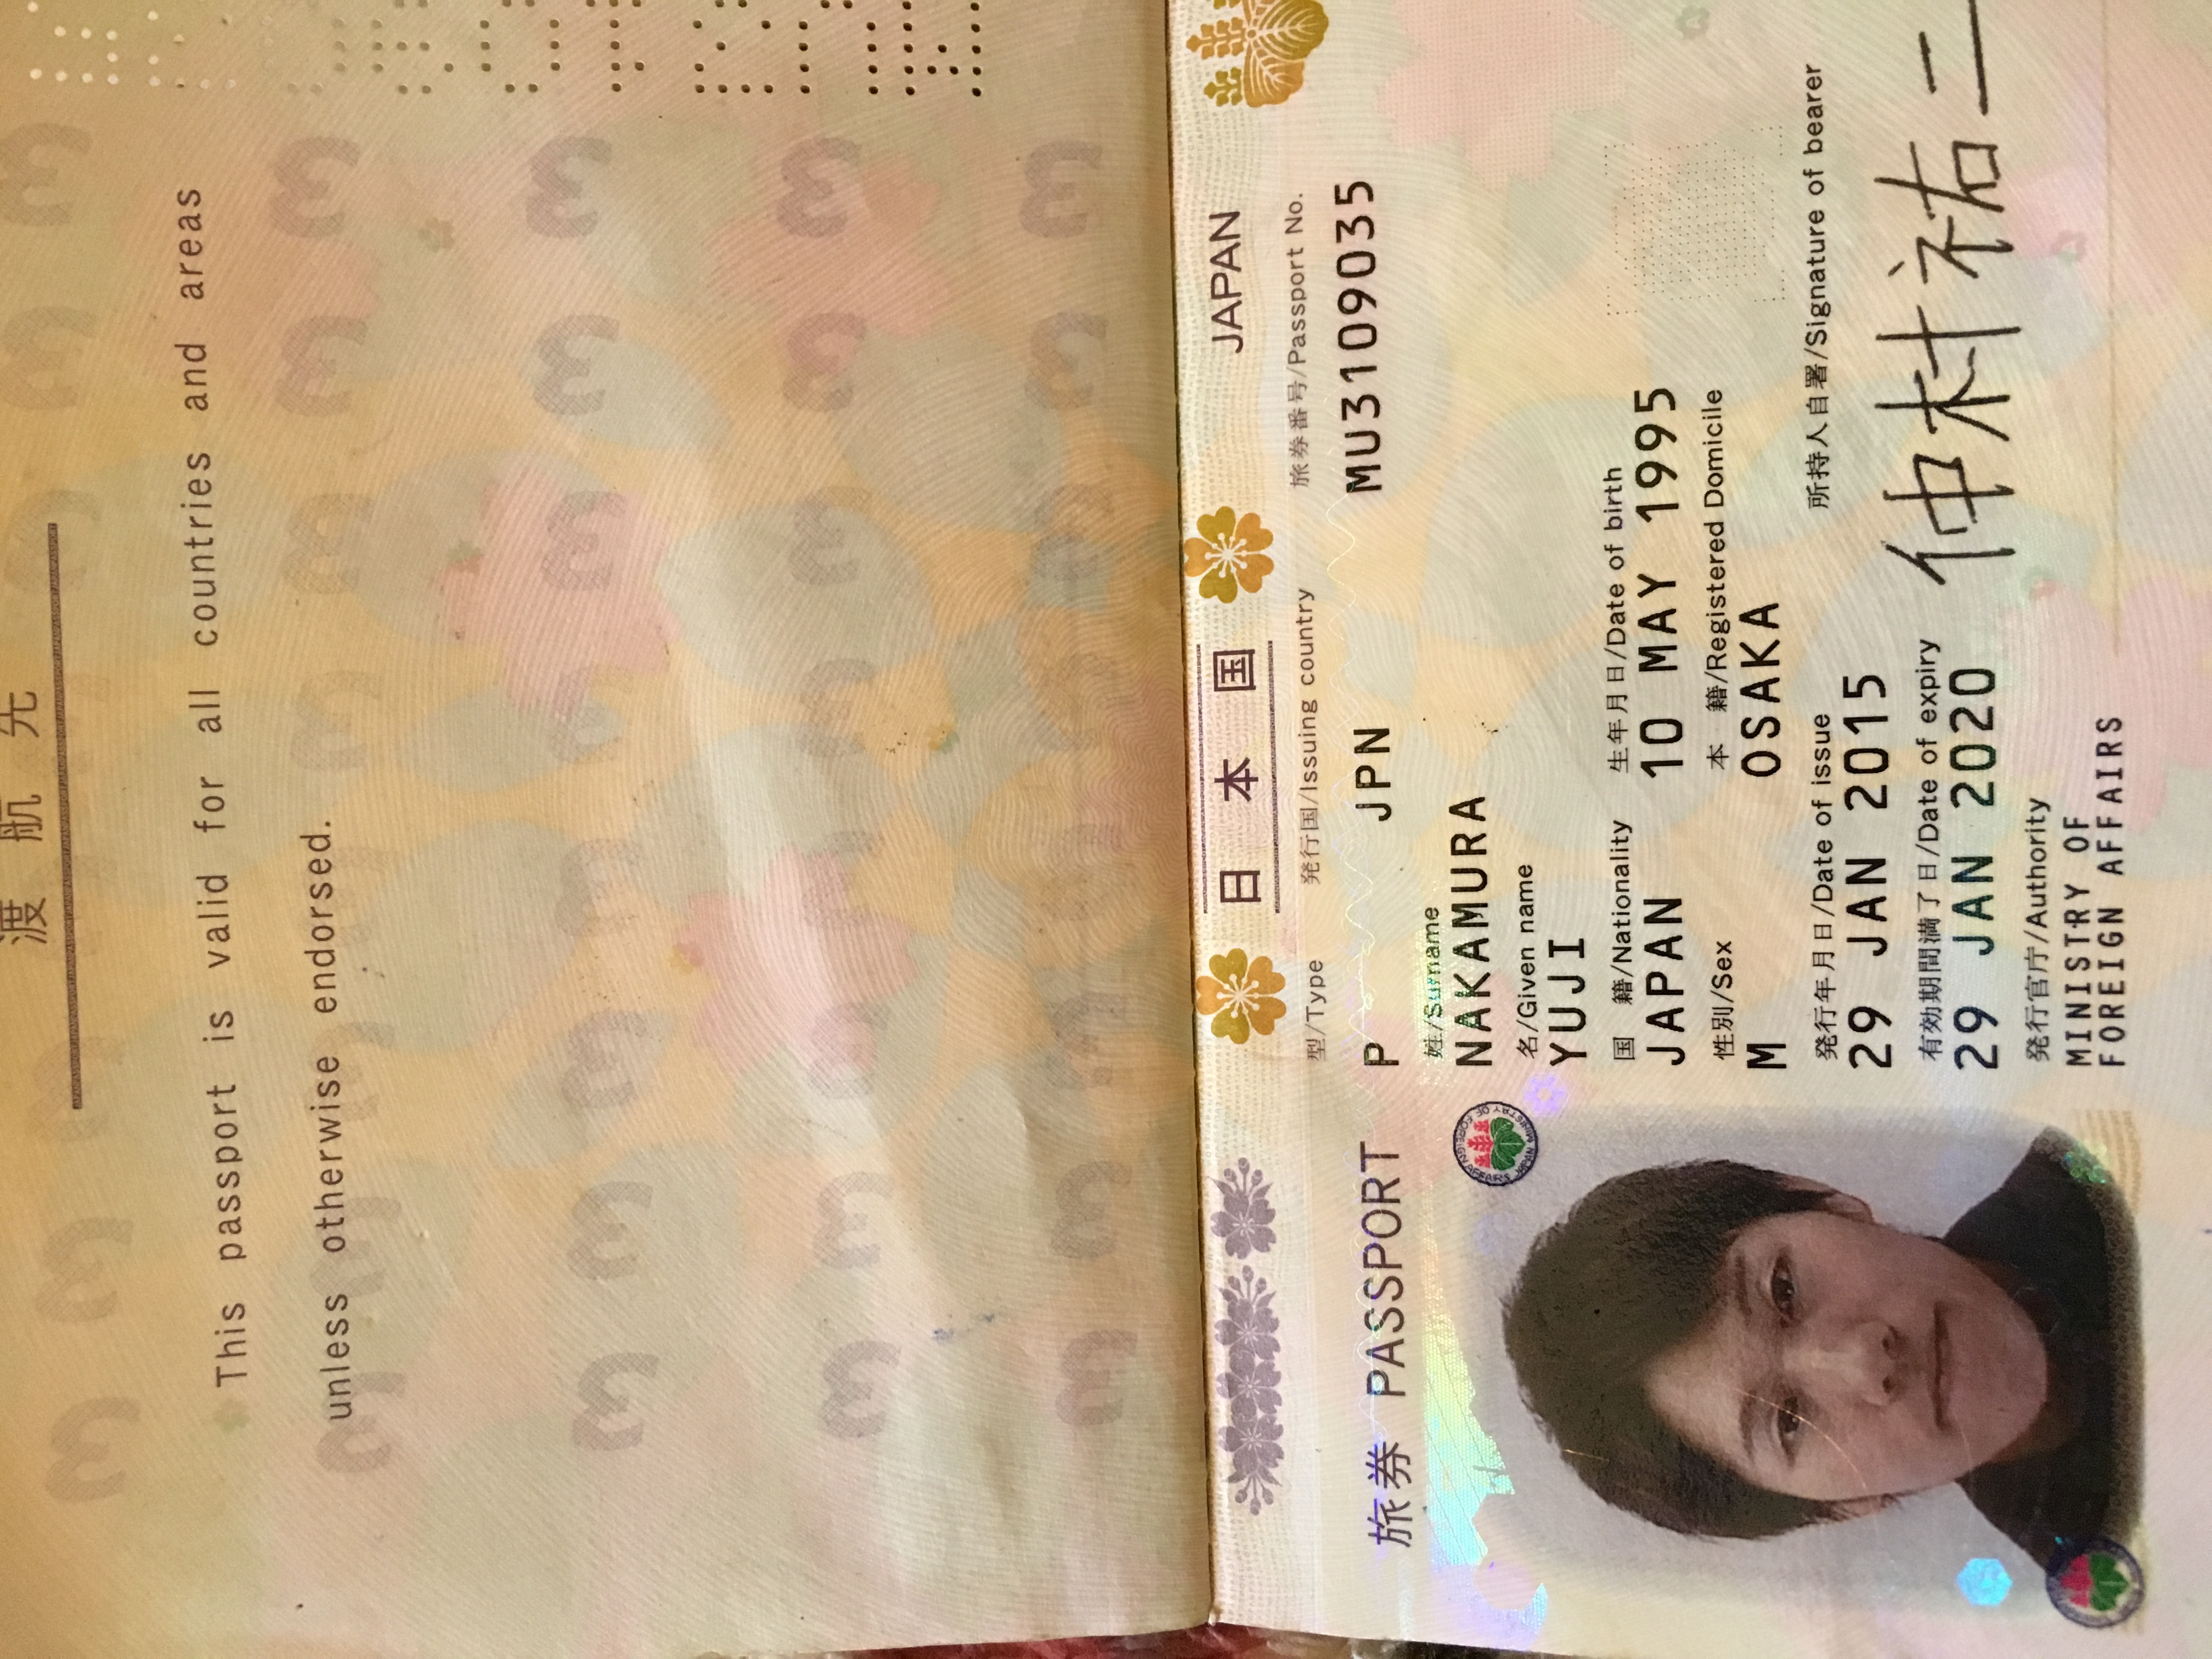 渡航先
This passport is valid for all countries and areas
unless otherwise endorsed.
日本国
JAPAN
型/Type 発行国/Issuing country 旅券番号/Passport No.
旅券 PASSPORT P JPN MU3109035
姓/Surname
NAKAMURA
名/Given name
YUJI
国 籍/Nationality 生年月日/Date of birth
JAPAN 10 MAY 1995
性別/Sex 本 籍/Registered Domicile
M OSAKA
発行年月日/Date of issue 所持人自署/Signature of bearer
29 JAN 2015
仲村祐二
有効期間満了日/Date of expiry
29 JAN 2020
発行官庁/Authority
MINISTRY OF
FOREIGN AFFAIRS